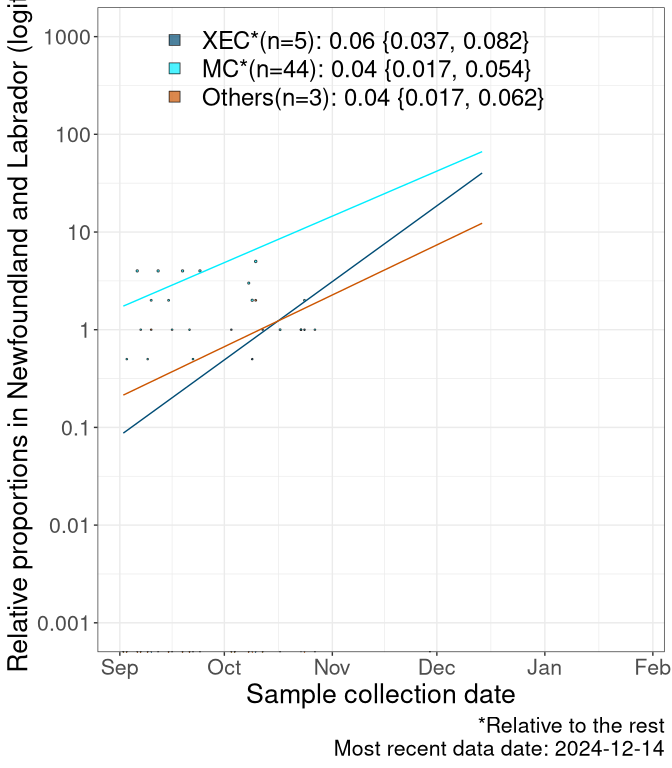 XEC*(n=5): 0.06 {0.037, 0.082}
MC*(n=44): 0.04 {0.017, 0.054}
Others(n=3): 0.04 {0.017, 0.062}
Relative proportions in Newfoundland and Labrador (logit
1000
100
10
1
0.1
0.01
0.001
Sep Oct Nov Dec Jan Feb
Sample collection date
*Relative to the rest
Most recent data date: 2024-12-14